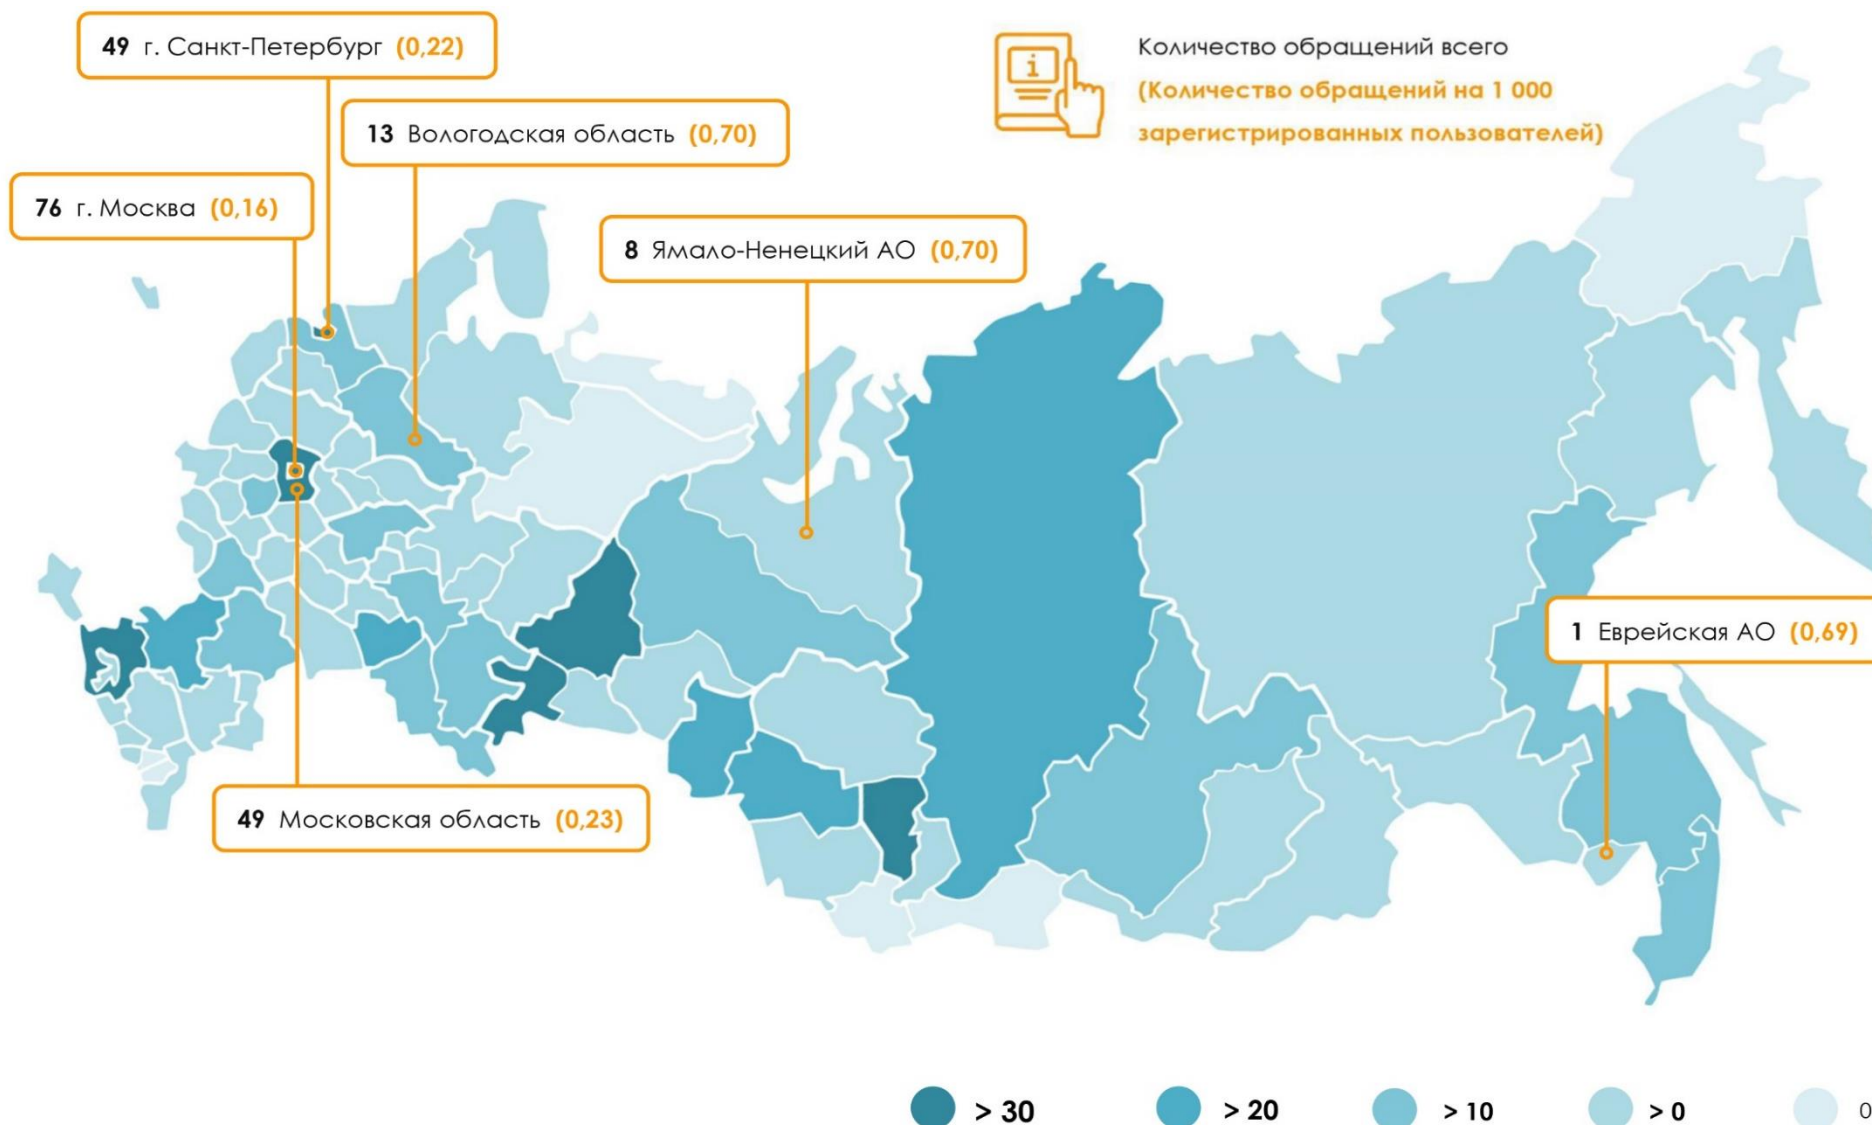 49 г. Санкт-Петербург (0,22)
i
Количество обращений всего
(Количество обращений на 1 000
зарегистрированных пользователей)
13 Вологодская область (0,70)
76 г. Москва (0,16)
8 Ямало-Ненецкий АО (0,70)
1 Еврейская АО (0,69)
49 Московская область (0,23)
> 30
> 20
> 10
> 0
0